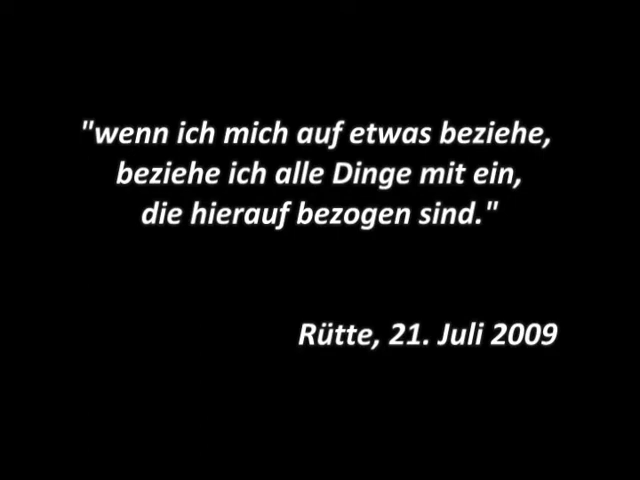 "wenn ich mich auf etwas beziehe,
beziehe ich alle Dinge mit ein,
die hierauf bezogen sind."
Rütte, 21. Juli 2009